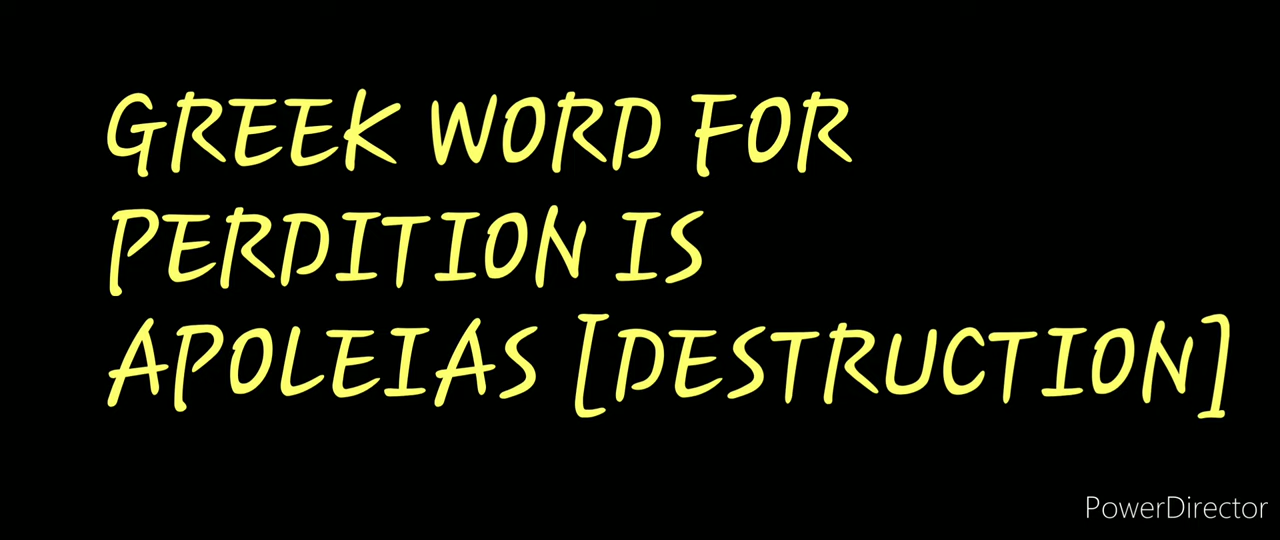 GREEK WORD FOR
PERDITION IS
APOLEIAS [DESTRUCTION]
PowerDirector